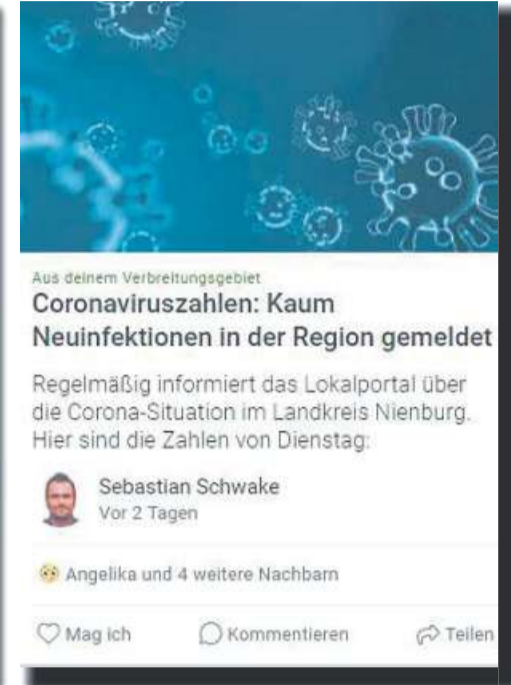 Aus deinem Verbreitungsgebiet
Coronaviruszahlen: Kaum
Neuinfektionen in der Region gemeldet
Regelmäßig informiert das Lokalportal über
die Corona-Situation im Landkreis Nienburg.
Hier sind die Zahlen von Dienstag:
Sebastian Schwake
Vor 2 Tagen
Angelika und 4 weitere Nachbarn
Mag ich
Kommentieren
Teilen